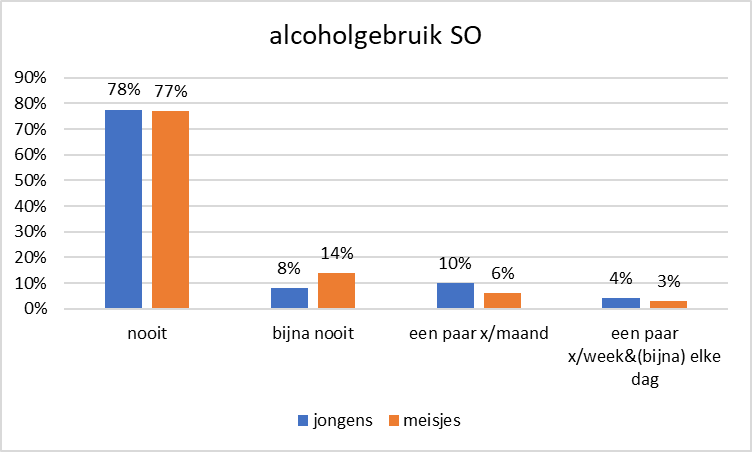 alcoholgebruik SO
90%
80%
70%
60%
50%
40%
30%
20%
10%
0%
78% 77%
8% 14%
10% 6%
4% 3%
nooit bijna nooit een paar x/maand een paar
x/week&(bijna) elke
dag
jongens meisjes